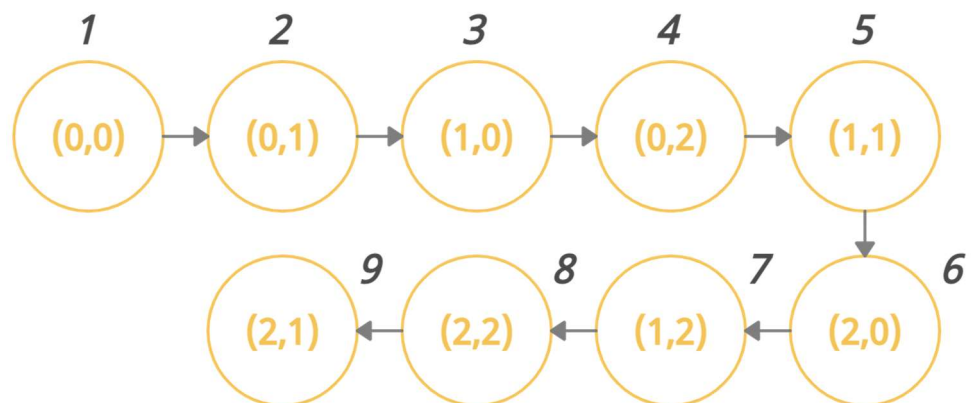 1 2 3 4 5
(0,0) (0,1) (1,0) (0,2) (1,1)
9 8 7 6
(2,1) (2,2) (1,2) (2,0)